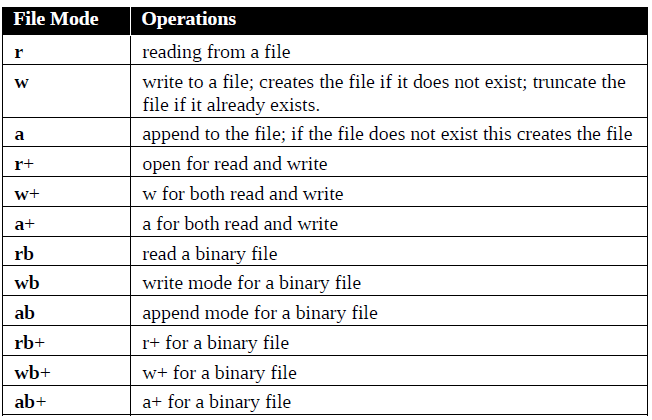 File Mode Operations
r reading from a file
w write to a file; creates the file if it does not exist; truncate the
file if it already exists.
a append to the file; if the file does not exist this creates the file
r+ open for read and write
w+ w for both read and write
a+ a for both read and write
rb read a binary file
wb write mode for a binary file
ab append mode for a binary file
rb+ r+ for a binary file
wb+ w+ for a binary file
ab+ a+ for a binary file